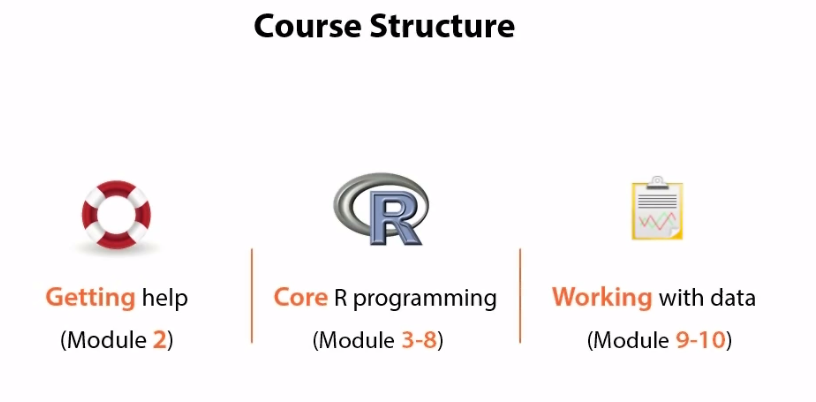 Course Structure
R
Getting help
(Module 2)
Core R programming
(Module 3-8)
Working with data
(Module 9-10)